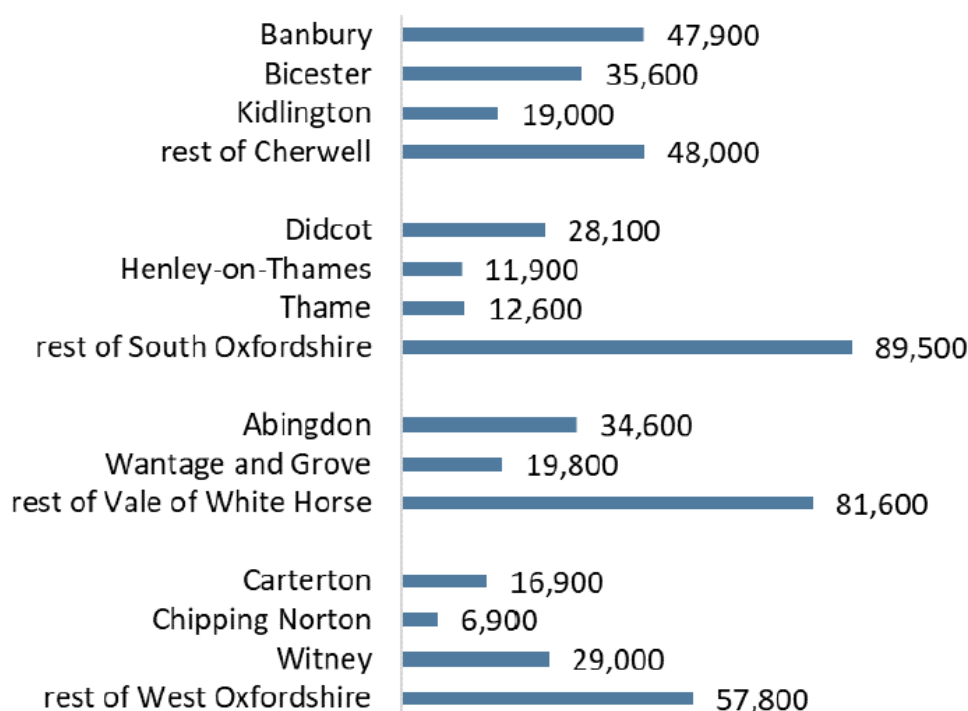 Banbury 47,900
Bicester 35,600
Kidlington 19,000
rest of Cherwell 48,000
Didcot 28,100
Henley-on-Thames 11,900
Thame 12,600
rest of South Oxfordshire 89,500
Abingdon 34,600
Wantage and Grove 19,800
rest of Vale of White Horse 81,600
Carterton 16,900
Chipping Norton 6,900
Witney 29,000
rest of West Oxfordshire 57,800